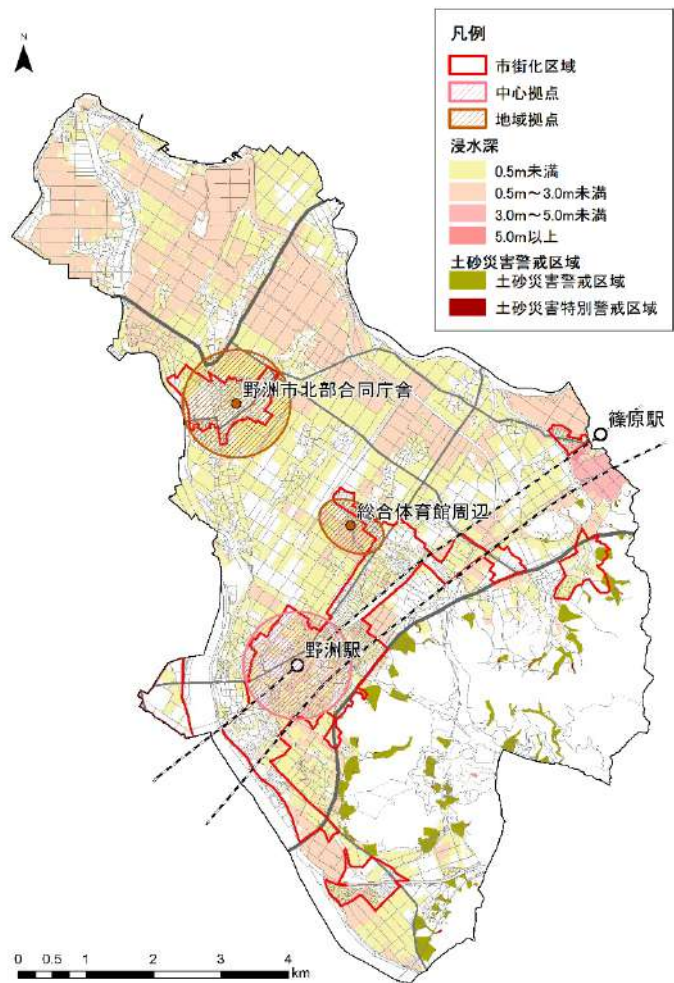 N
凡例
市街化区域
中心拠点
地域拠点
浸水深
0.5m未満
0.5m～3.0m未満
3.0m～5.0m未満
5.0m以上
土砂災害警戒区域
土砂災害警戒区域
土砂災害特別警戒区域
野洲市北部合同庁舎
篠原駅
総合体育館周辺
野洲駅
0 0.5 1 2 3 4
km